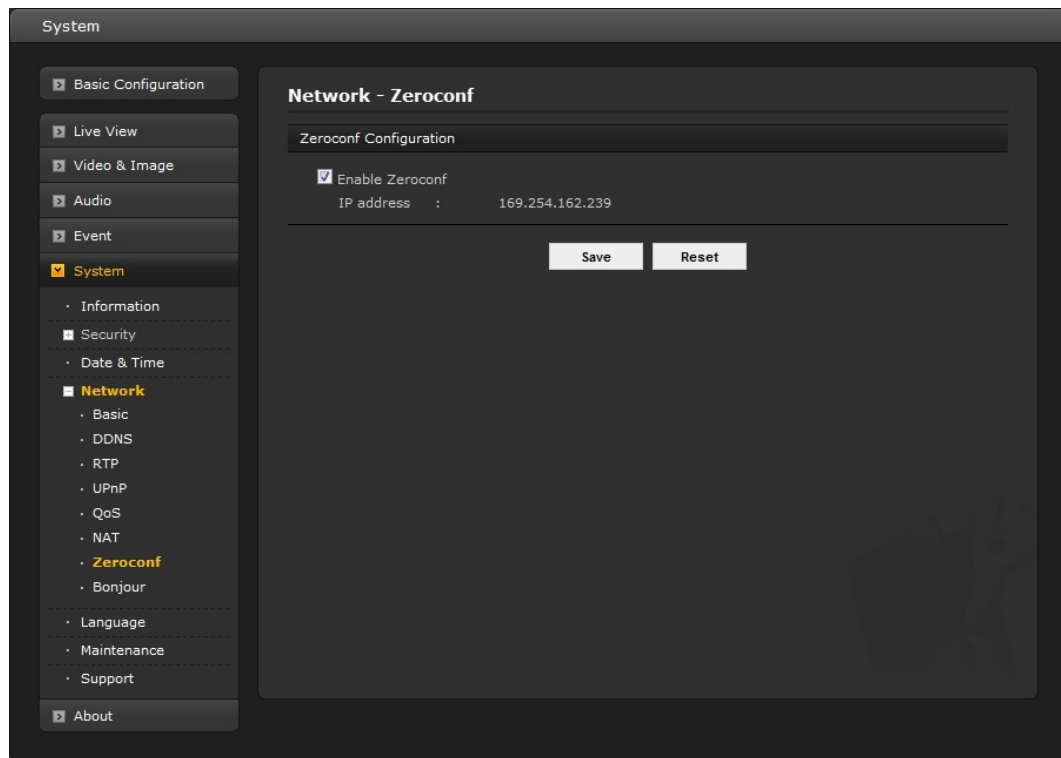 System
Basic Configuration
Live View
Video & Image
Audio
Event
System
· Information
Security
· Date & Time
Network
· Basic
· DDNS
· RTP
· UPnP
· QoS
· NAT
· Zeroconf
· Bonjour
· Language
· Maintenance
· Support
About
Network - Zeroconf
Zeroconf Configuration
Enable Zeroconf
IP address : 169.254.162.239
Save Reset